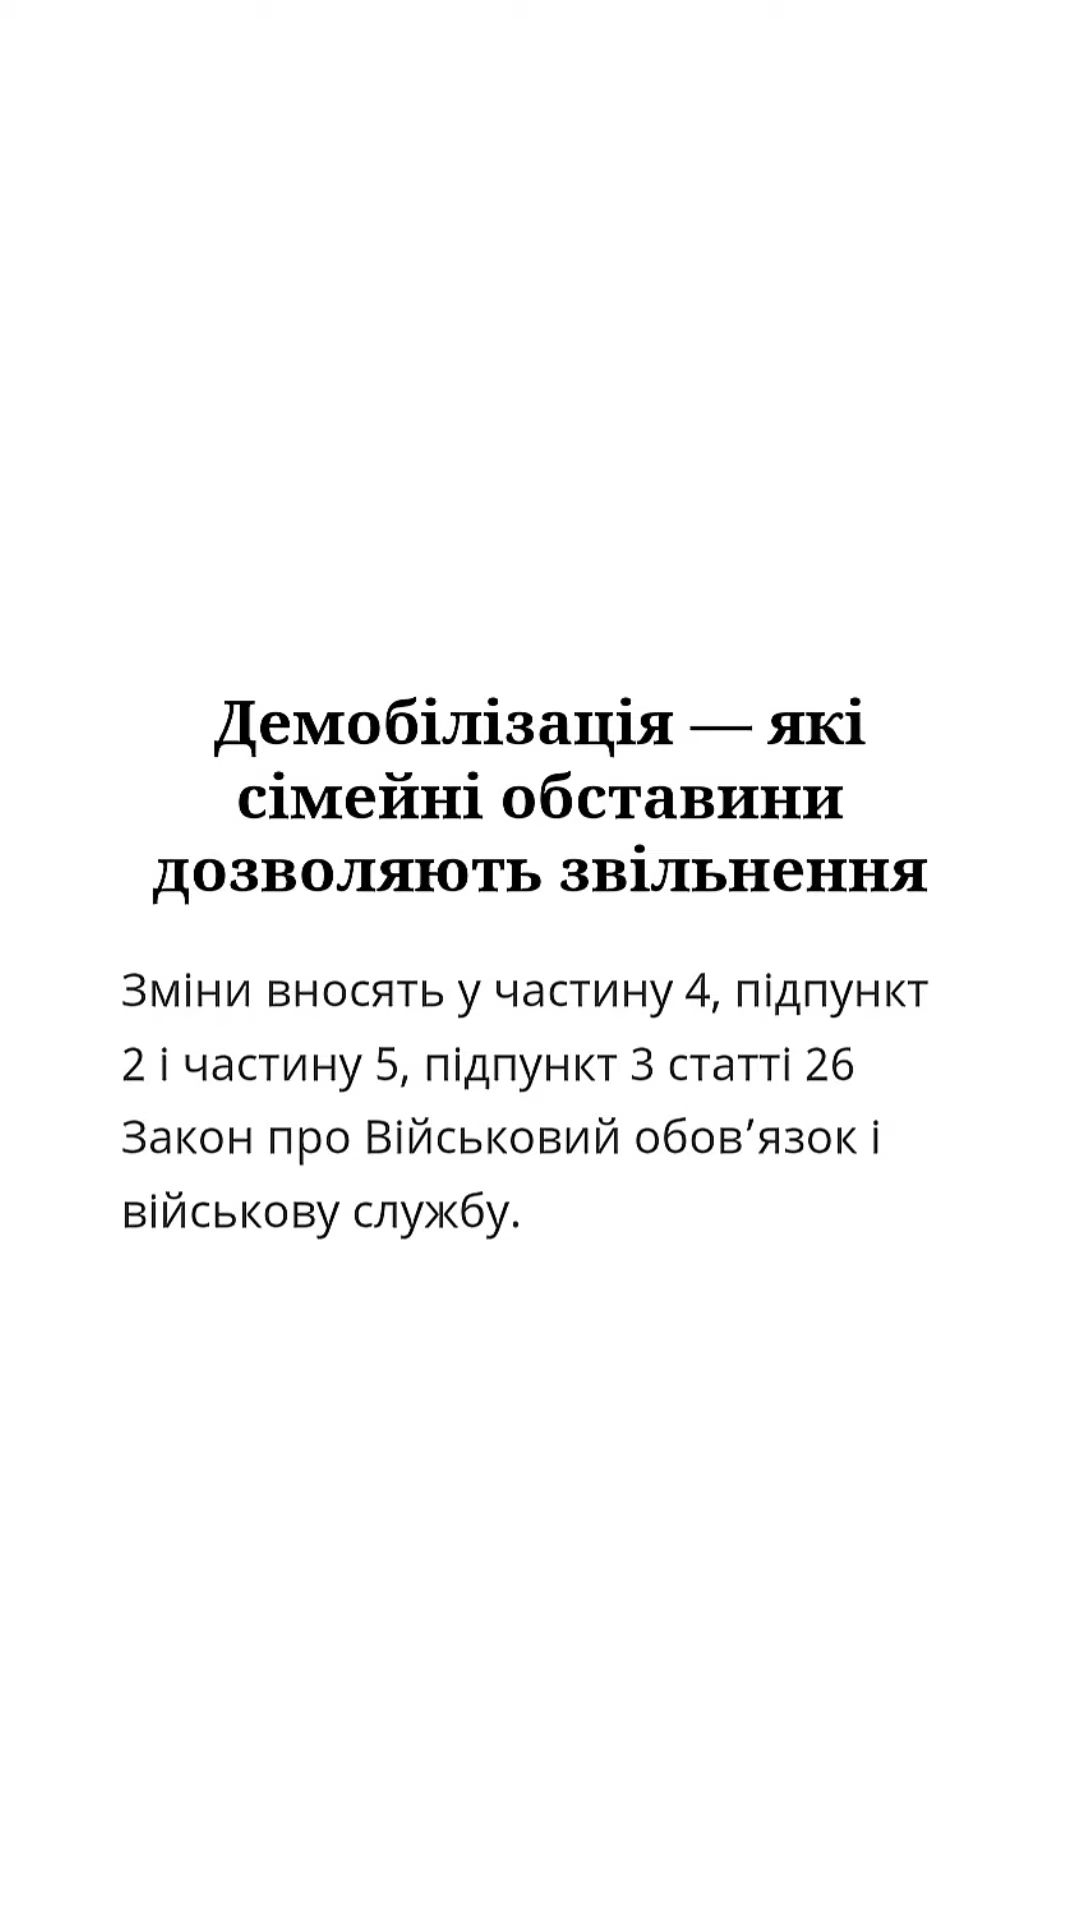 Демобілізація — які
сімейні обставини
дозволяють звільнення
Зміни вносять у частину 4, підпункт
2 і частину 5, підпункт 3 статті 26
Закон про Військовий обов’язок і
військову службу.